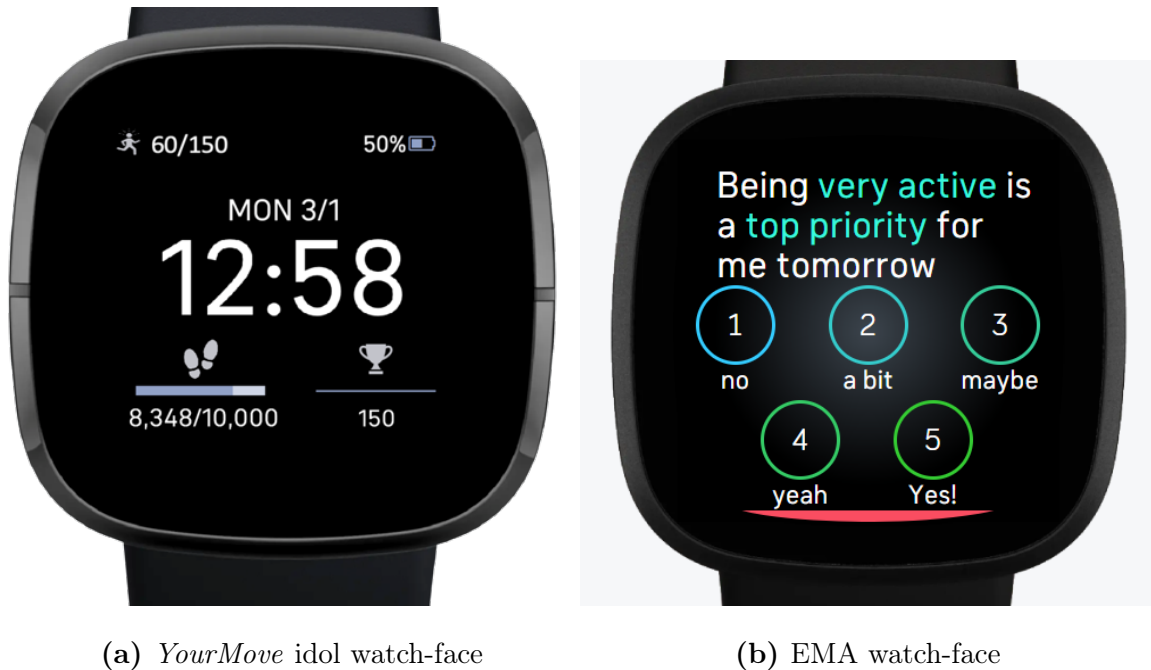 60/150
50%
MON 3/1
12:58
8,348/10,000
150
Being very active is
a top priority for
me tomorrow
1
2
3
no
a bit
maybe
4
5
yeah
Yes!
(a) YourMove idol watch-face
(b) EMA watch-face